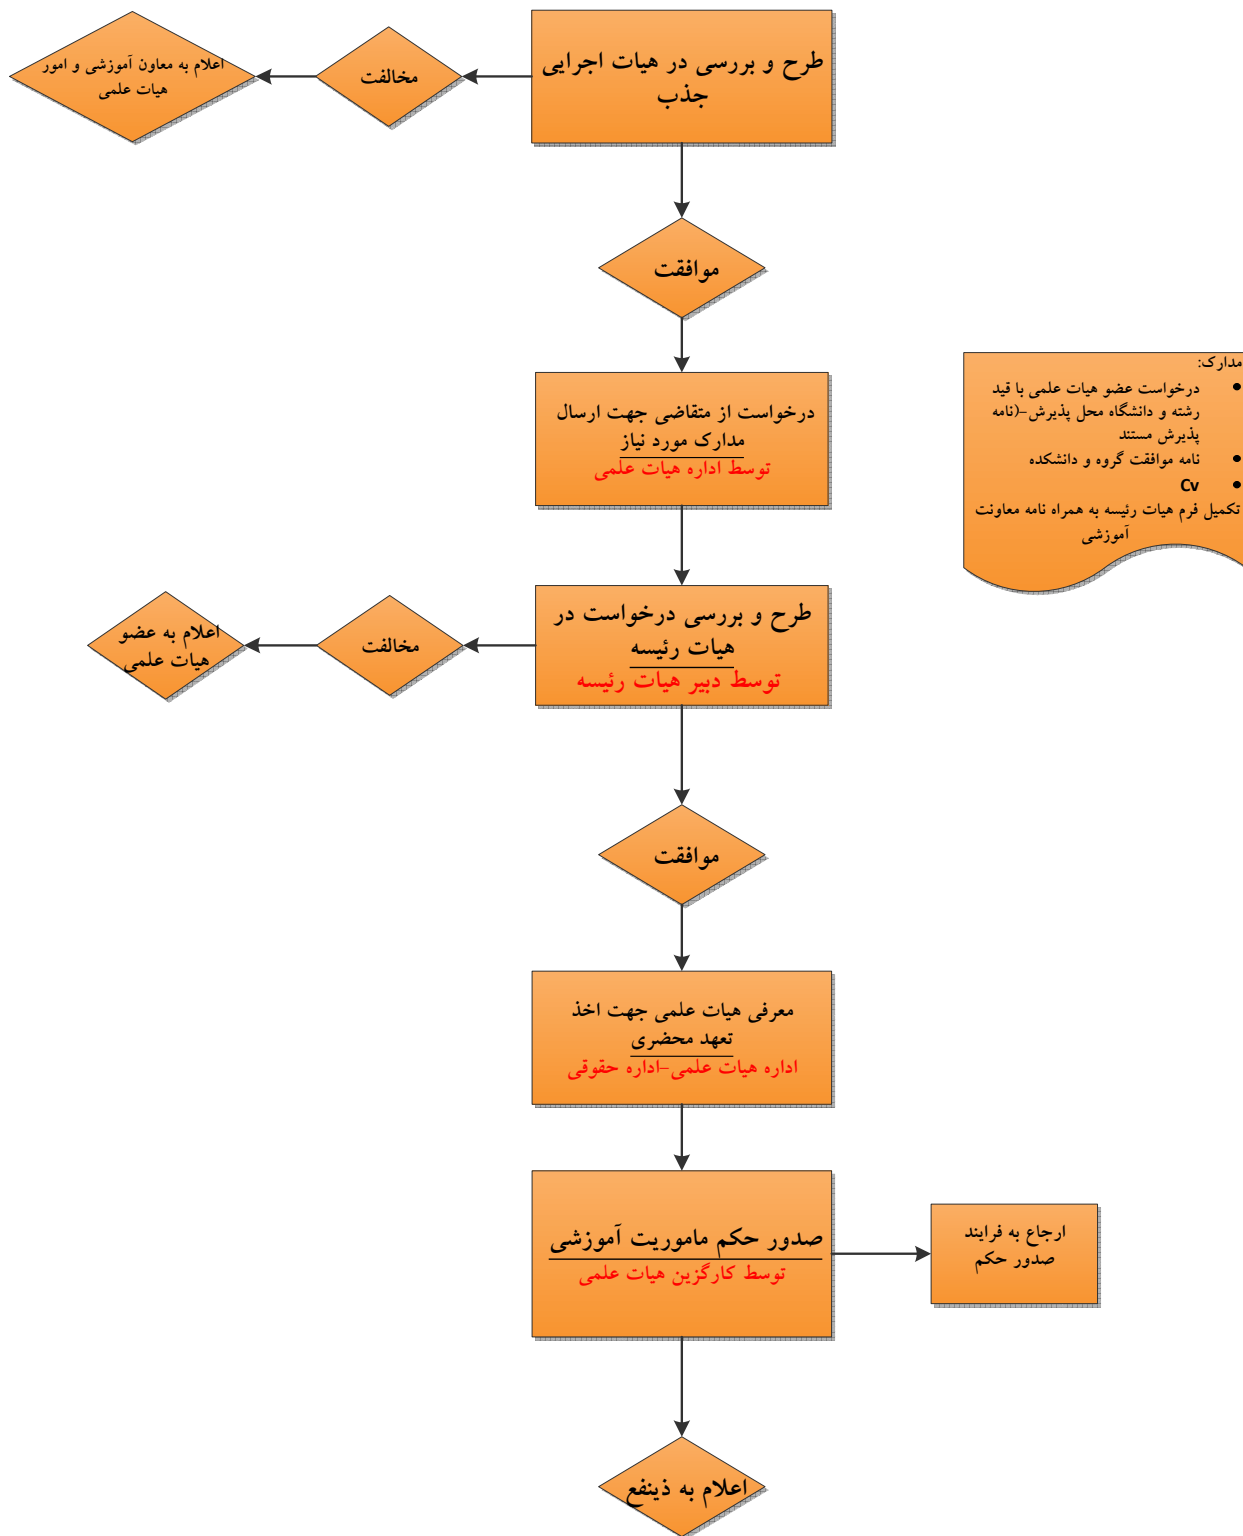 طرح و بررسی در هیات اجرایی
جذب
مخالفت
اعلام به معاون آموزشی و امور
هیات علمی
موافقت
درخواست از متقاضی جهت ارسال
مدارک مورد نیاز
توسط اداره هیات علمی
مدارک:
• درخواست عضو هیات علمی با قید
رشته و دانشگاه محل پذیرش-(نامه
پذیرش مستند
• نامه موافقت گروه و دانشکده
• Cv
تکمیل فرم هیات رئیسه به همراه نامه معاونت
آموزشی
طرح و بررسی درخواست در
هیات رئیسه
توسط دبیر هیات رئیسه
مخالفت
اعلام به عضو
هیات علمی
موافقت
معرفی هیات علمی جهت اخذ
تعهد محضری
اداره هیات علمی-اداره حقوقی
صدور حکم ماموریت آموزشی
توسط کارگزین هیات علمی
ارجاع به فرایند
صدور حکم
اعلام به ذینفع